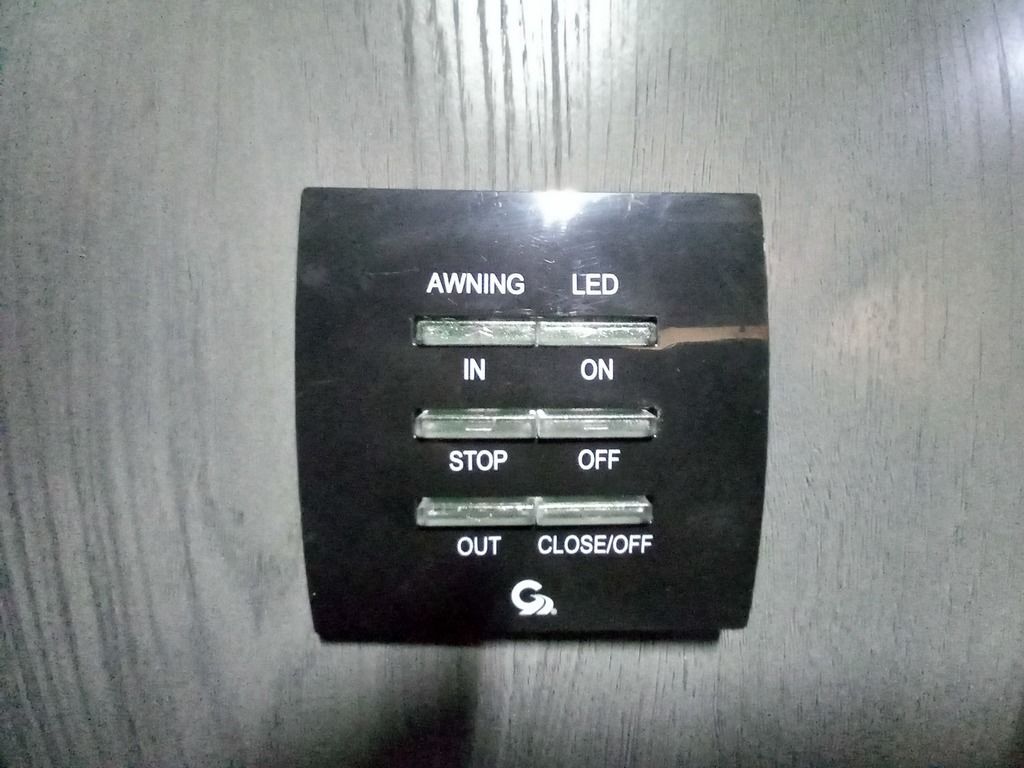 AWNING LED
IN ON
STOP OFF
OUT CLOSE/OFF